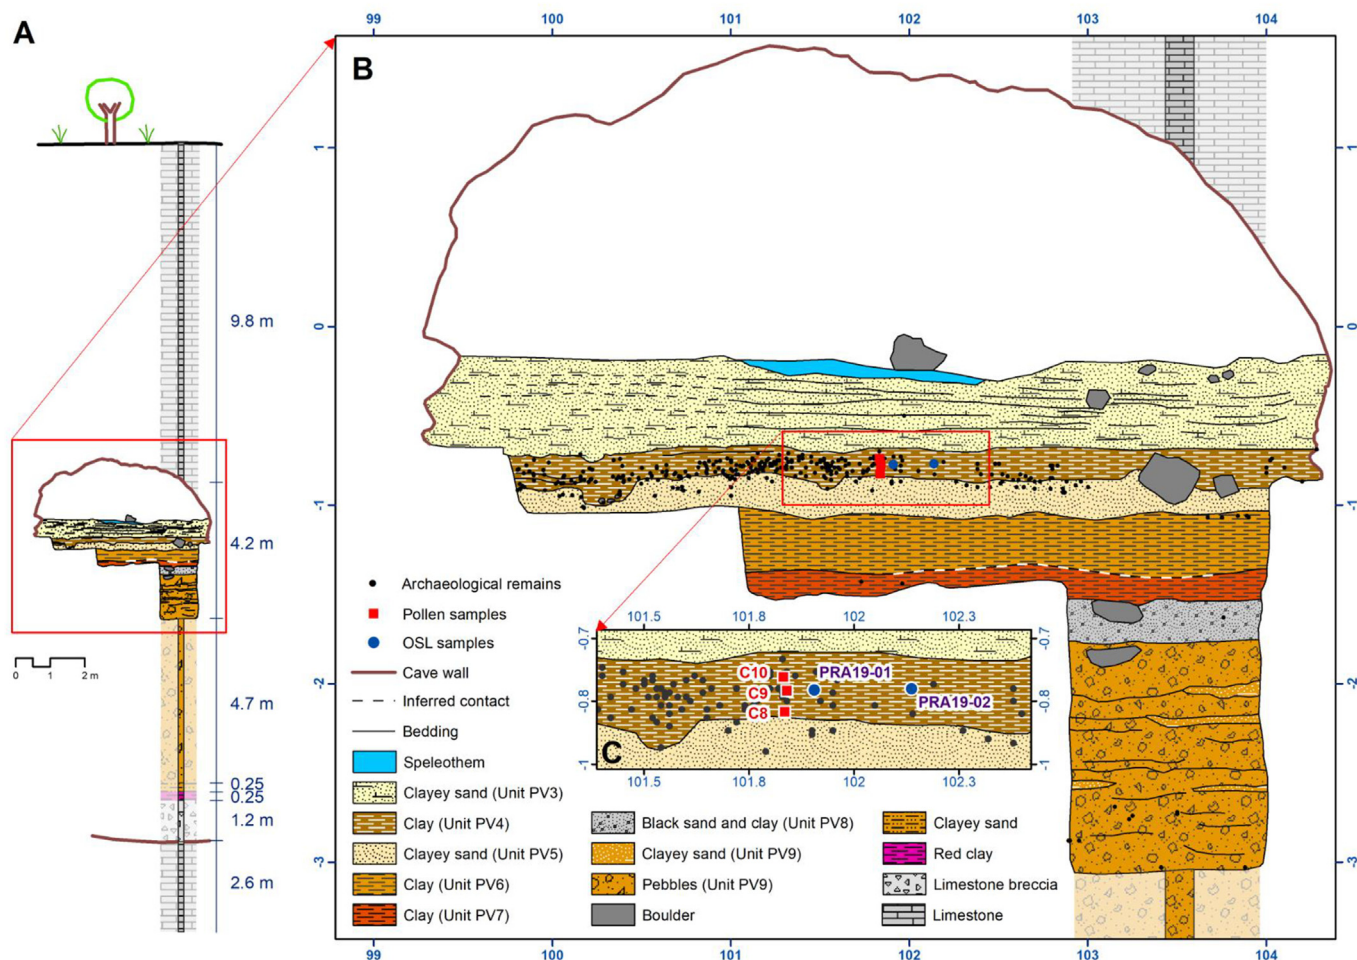 A
99 100 101 102 103 104
B
1 1
9.8 m
0 0
4.2 m
-1 -1
0 1 2 m
4.7 m
-2 -2
0.25
0.25
1.2 m
2.6 m
-3 -3
Archaeological remains
Pollen samples
OSL samples
Cave wall
Inferred contact
Bedding
Speleothem
Clayey sand (Unit PV3)
Clay (Unit PV4)
Clayey sand (Unit PV5)
Clay (Unit PV6)
Clay (Unit PV7)
Black sand and clay (Unit PV8)
Clayey sand (Unit PV9)
Pebbles (Unit PV9)
Boulder
Clayey sand
Red clay
Limestone breccia
Limestone
101.5 101.8 102 102.3
-0.7 -0.7
C10 PRA19-01
C9
PRA19-02
-0.8 -0.8
C8
C
-1 -1
101.5 101.8 102 102.3
99 100 101 102 103 104